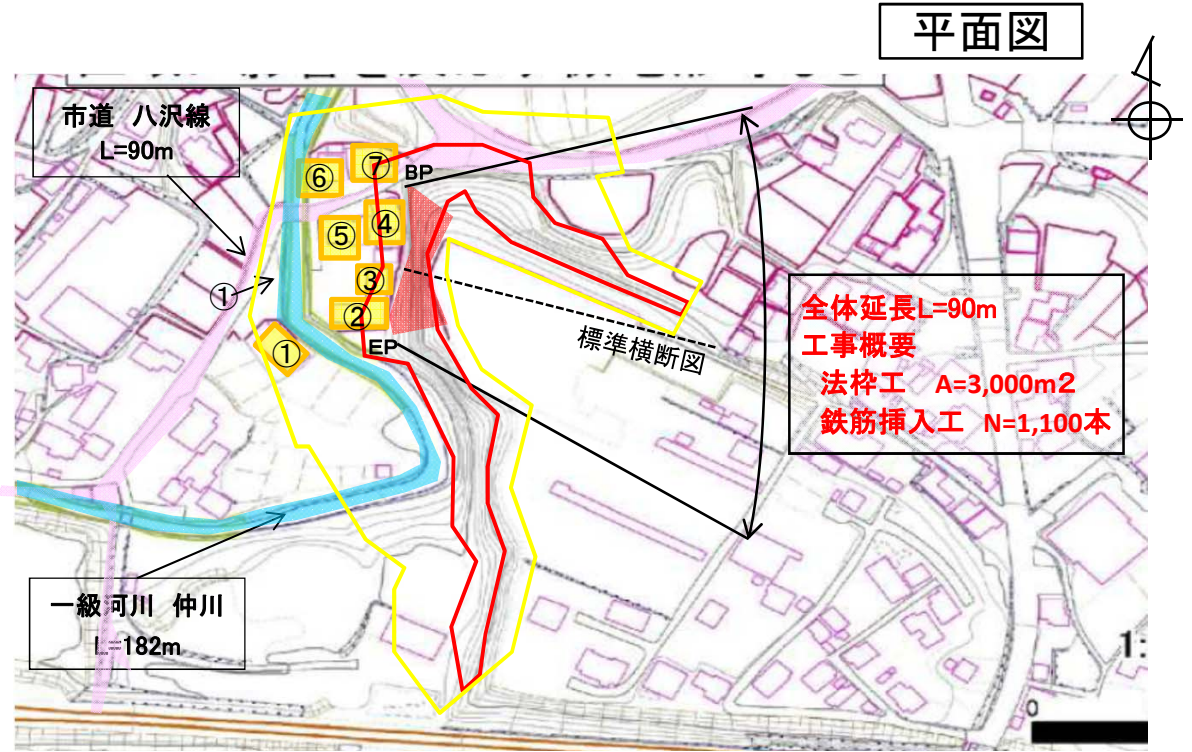 平面図
市道 八沢線
L=90m
⑦
⑥
BP
④
⑤
①
③
②
①
EP
標準横断図
全体延長L=90m
工事概要
法枠工 A=3,000m2
鉄筋挿入工 N=1,100本
一級河川 仲川
L=182m
1:
0